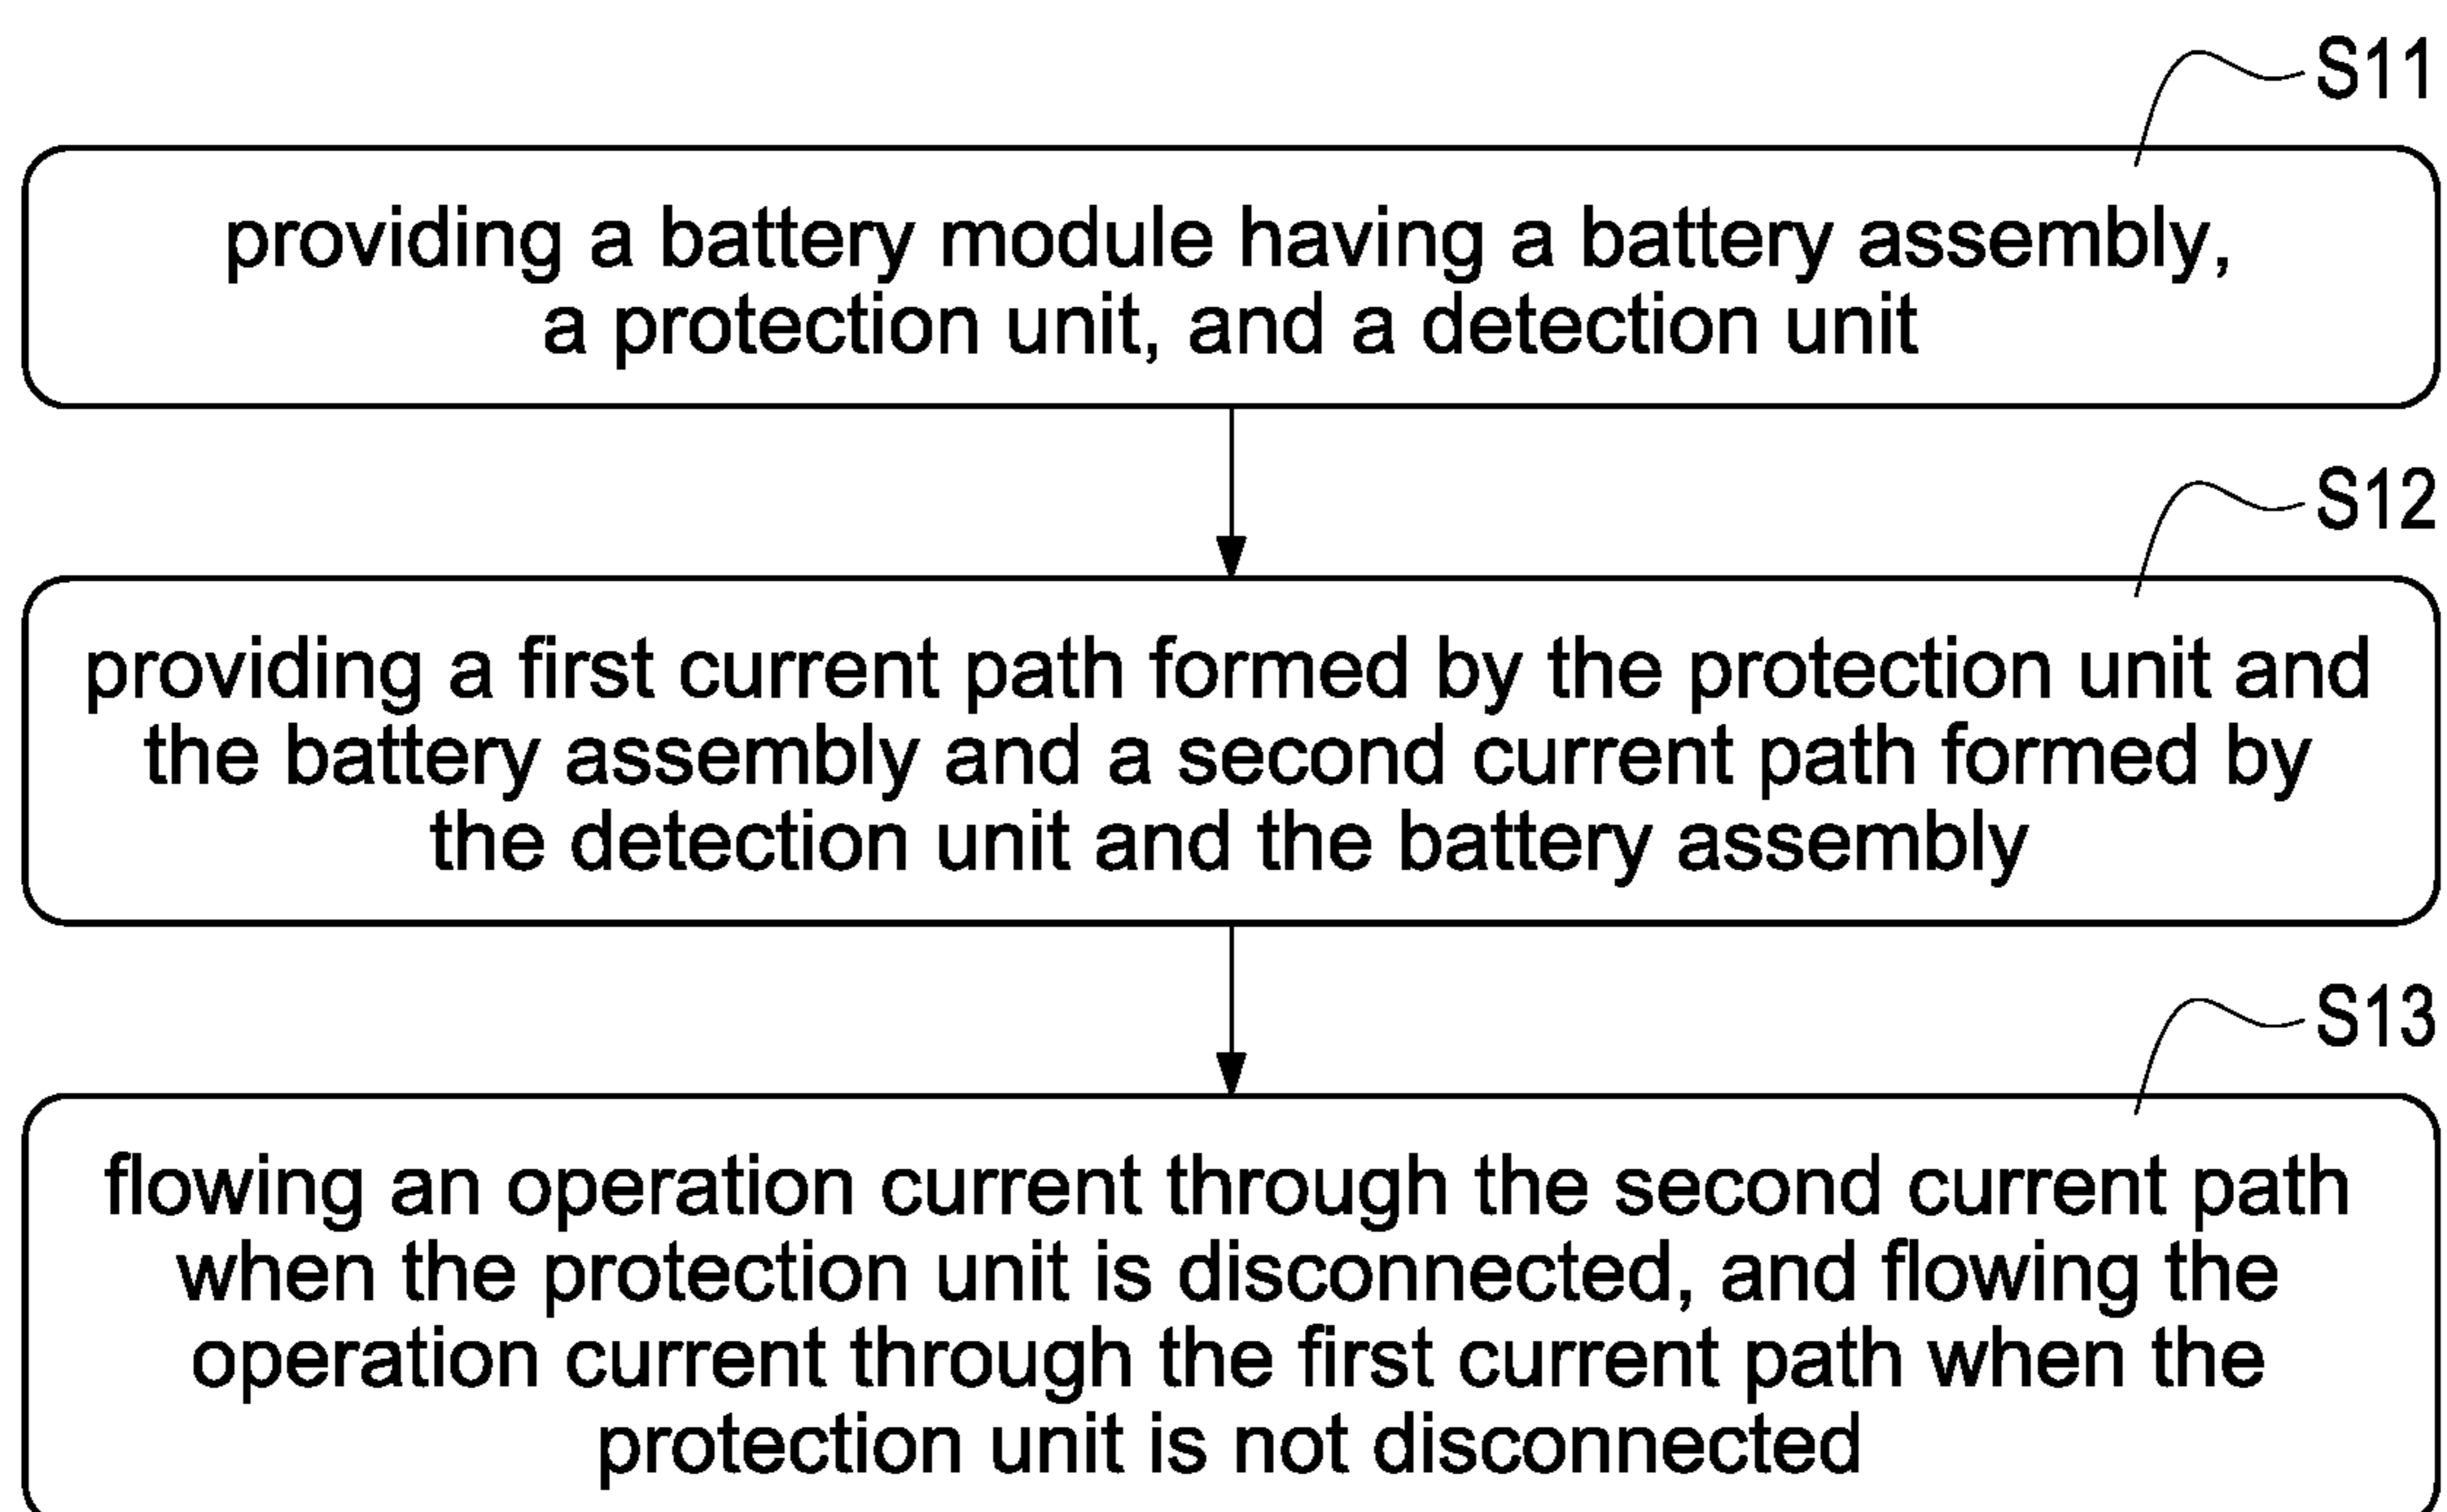 S11
providing a battery module having a battery assembly,
a protection unit, and a detection unit
S12
providing a first current path formed by the protection unit and
the battery assembly and a second current path formed by
the detection unit and the battery assembly
S13
flowing an operation current through the second current path
when the protection unit is disconnected, and flowing the
operation current through the first current path when the
protection unit is not disconnected